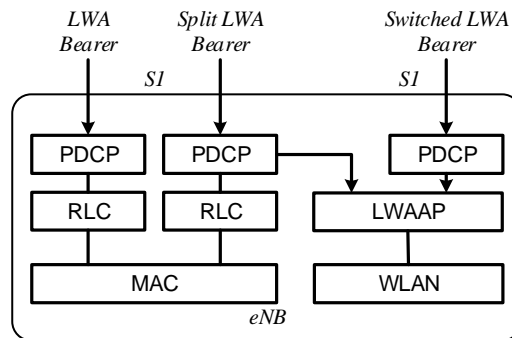 LWA Split LWA Switched LWA
Bearer Bearer Bearer
S1 S1
PDCP PDCP PDCP
RLC RLC LWAAP
MAC WLAN
eNB